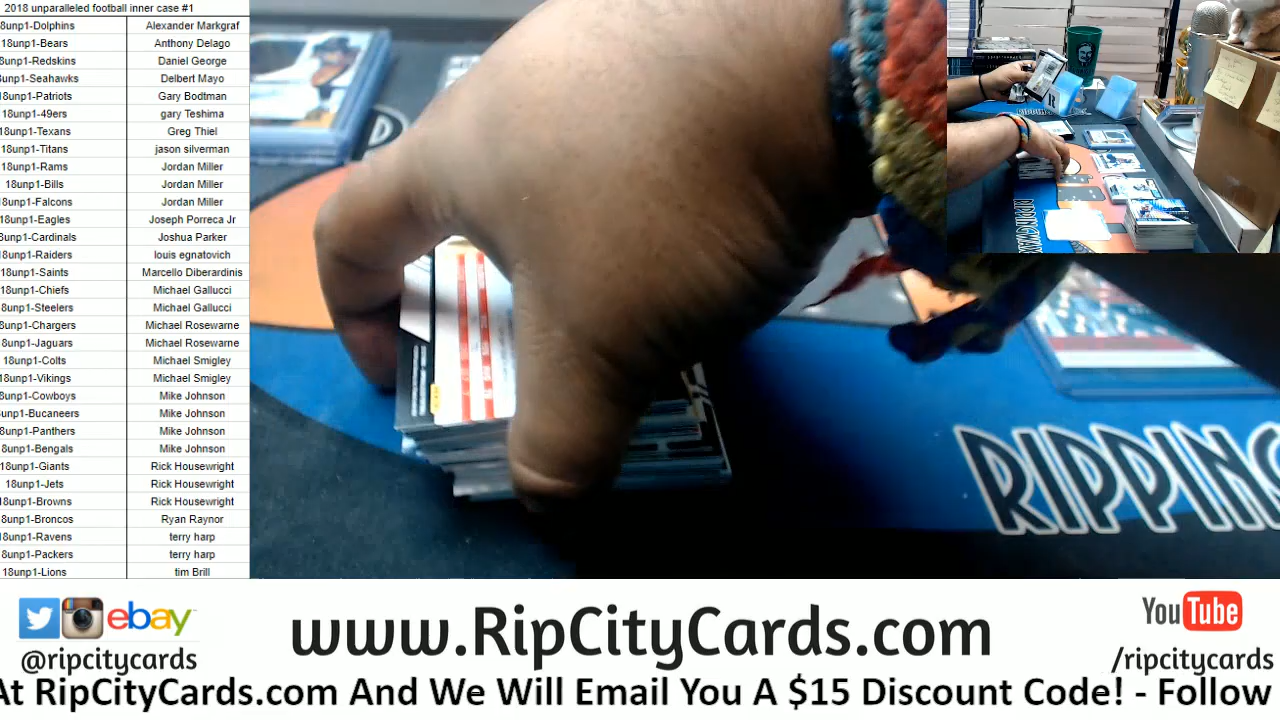 2018 unparalleled football inner case #1
8unp1-Dolphins Alexander Markgraf
18unp1-Bears Anthony Delago
8unp1-Redskins Daniel George
8unp1-Seahawks Delbert Mayo
8unp1-Patriots Gary Bodtman
18unp1-49ers gary Teshima
18unp1-Texans Greg Thiel
18unp1-Titans jason silverman
18unp1-Rams Jordan Miller
18unp1-Bills Jordan Miller
18unp1-Falcons Jordan Miller
18unp1-Eagles Joseph Porreca Jr
8unp1-Cardinals Joshua Parker
18unp1-Raiders louis egnatovich
18unp1-Saints Marcello Diberardinis
18unp1-Chiefs Michael Gallucci
8unp1-Steelers Michael Gallucci
8unp1-Chargers Michael Rosewarne
8unp1-Jaguars Michael Rosewarne
18unp1-Colts Michael Smigley
18unp1-Vikings Michael Smigley
8unp1-Cowboys Mike Johnson
unp1-Bucaneers Mike Johnson
8unp1-Panthers Mike Johnson
8unp1-Bengals Mike Johnson
18unp1-Giants Rick Housewright
18unp1-Jets Rick Housewright
18unp1-Browns Rick Housewright
8unp1-Broncos Ryan Raynor
18unp1-Ravens terry harp
8unp1-Packers terry harp
18unp1-Lions tim Brill
RIPPING
ebay
@ripcitycards
www.RipCityCards.com
YouTube
/ripcitycards
At RipCityCards.com And We Will Email You A $15 Discount Code! - Follow